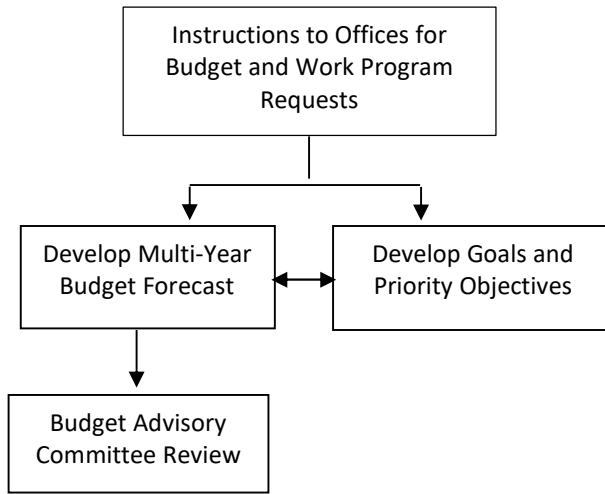 Instructions to Offices for
Budget and Work Program
Requests
Develop Multi-Year
Budget Forecast
Develop Goals and
Priority Objectives
Budget Advisory
Committee Review